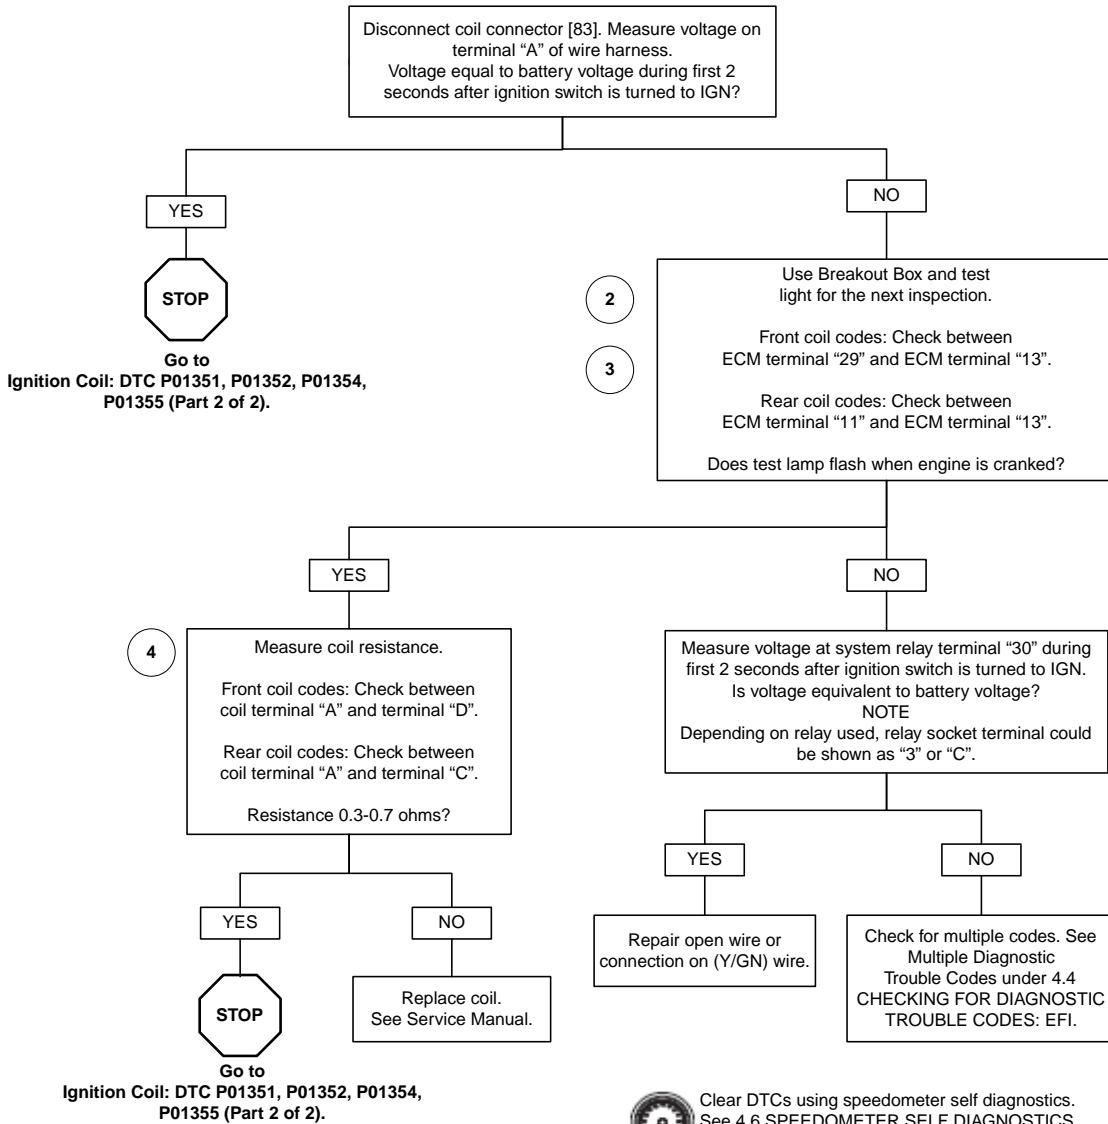 Disconnect coil connector [83]. Measure voltage on
terminal “A” of wire harness.
Voltage equal to battery voltage during first 2
seconds after ignition switch is turned to IGN?
YES
NO
STOP
Go to
Ignition Coil: DTC P01351, P01352, P01354,
P01355 (Part 2 of 2).
2
3
Use Breakout Box and test
light for the next inspection.
Front coil codes: Check between
ECM terminal “29” and ECM terminal “13”.
Rear coil codes: Check between
ECM terminal “11” and ECM terminal “13”.
Does test lamp flash when engine is cranked?
YES
NO
4
Measure coil resistance.
Front coil codes: Check between
coil terminal “A” and terminal “D”.
Rear coil codes: Check between
coil terminal “A” and terminal “C”.
Resistance 0.3-0.7 ohms?
Measure voltage at system relay terminal “30” during
first 2 seconds after ignition switch is turned to IGN.
Is voltage equivalent to battery voltage?
NOTE
Depending on relay used, relay socket terminal could
be shown as “3” or “C”.
YES
NO
YES
NO
STOP
Go to
Ignition Coil: DTC P01351, P01352, P01354,
P01355 (Part 2 of 2).
Replace coil.
See Service Manual.
Repair open wire or
connection on (Y/GN) wire.
Check for multiple codes. See
Multiple Diagnostic
Trouble Codes under 4.4
CHECKING FOR DIAGNOSTIC
TROUBLE CODES: EFI.
Clear DTCs using speedometer self diagnostics.
See 4.6 SPEEDOMETER SELF DIAGNOSTICS